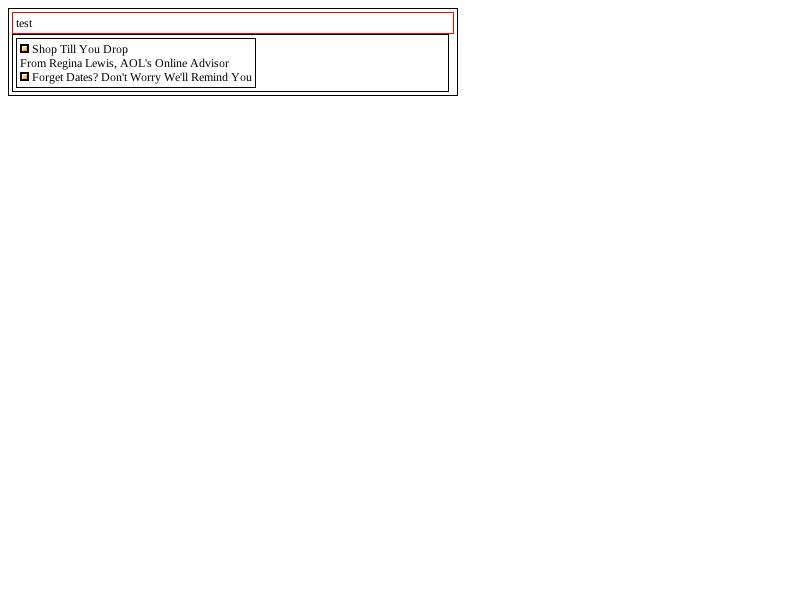 test
Shop Till You Drop
From Regina Lewis, AOL's Online Advisor
Forget Dates? Don't Worry We'll Remind You